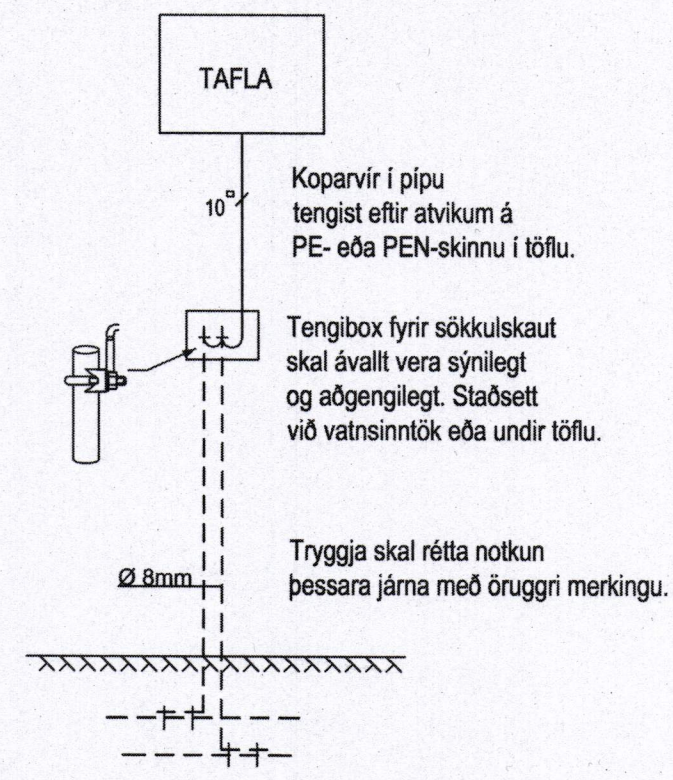 TAFLA
10□
Koparvír í pípu
tengist eftir atvikum á
PE- eða PEN-skinnu í töflu.
Tengibox fyrir sökkulskaut
skal ávallt vera sýnilegt
og aðgengilegt. Staðsett
við vatnsinntök eða undir töflu.
Tryggja skal rétta notkun
þessara járna með öruggri merkingu.
Ø 8mm